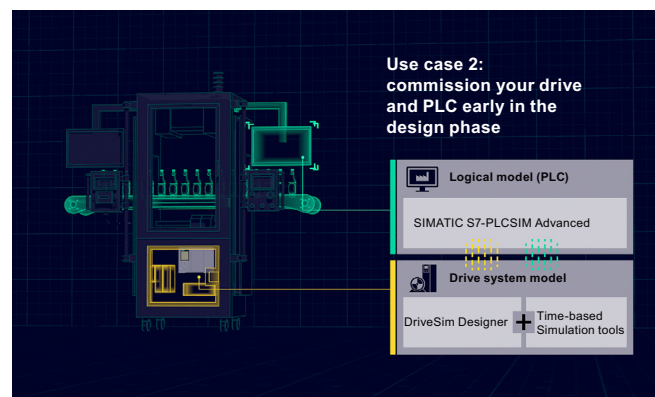 Use case 2:
commission your drive
and PLC early in the
design phase
Logical model (PLC)
SIMATIC S7-PLCSIM Advanced
Drive system model
DriveSim Designer
+
Time-based
Simulation tools